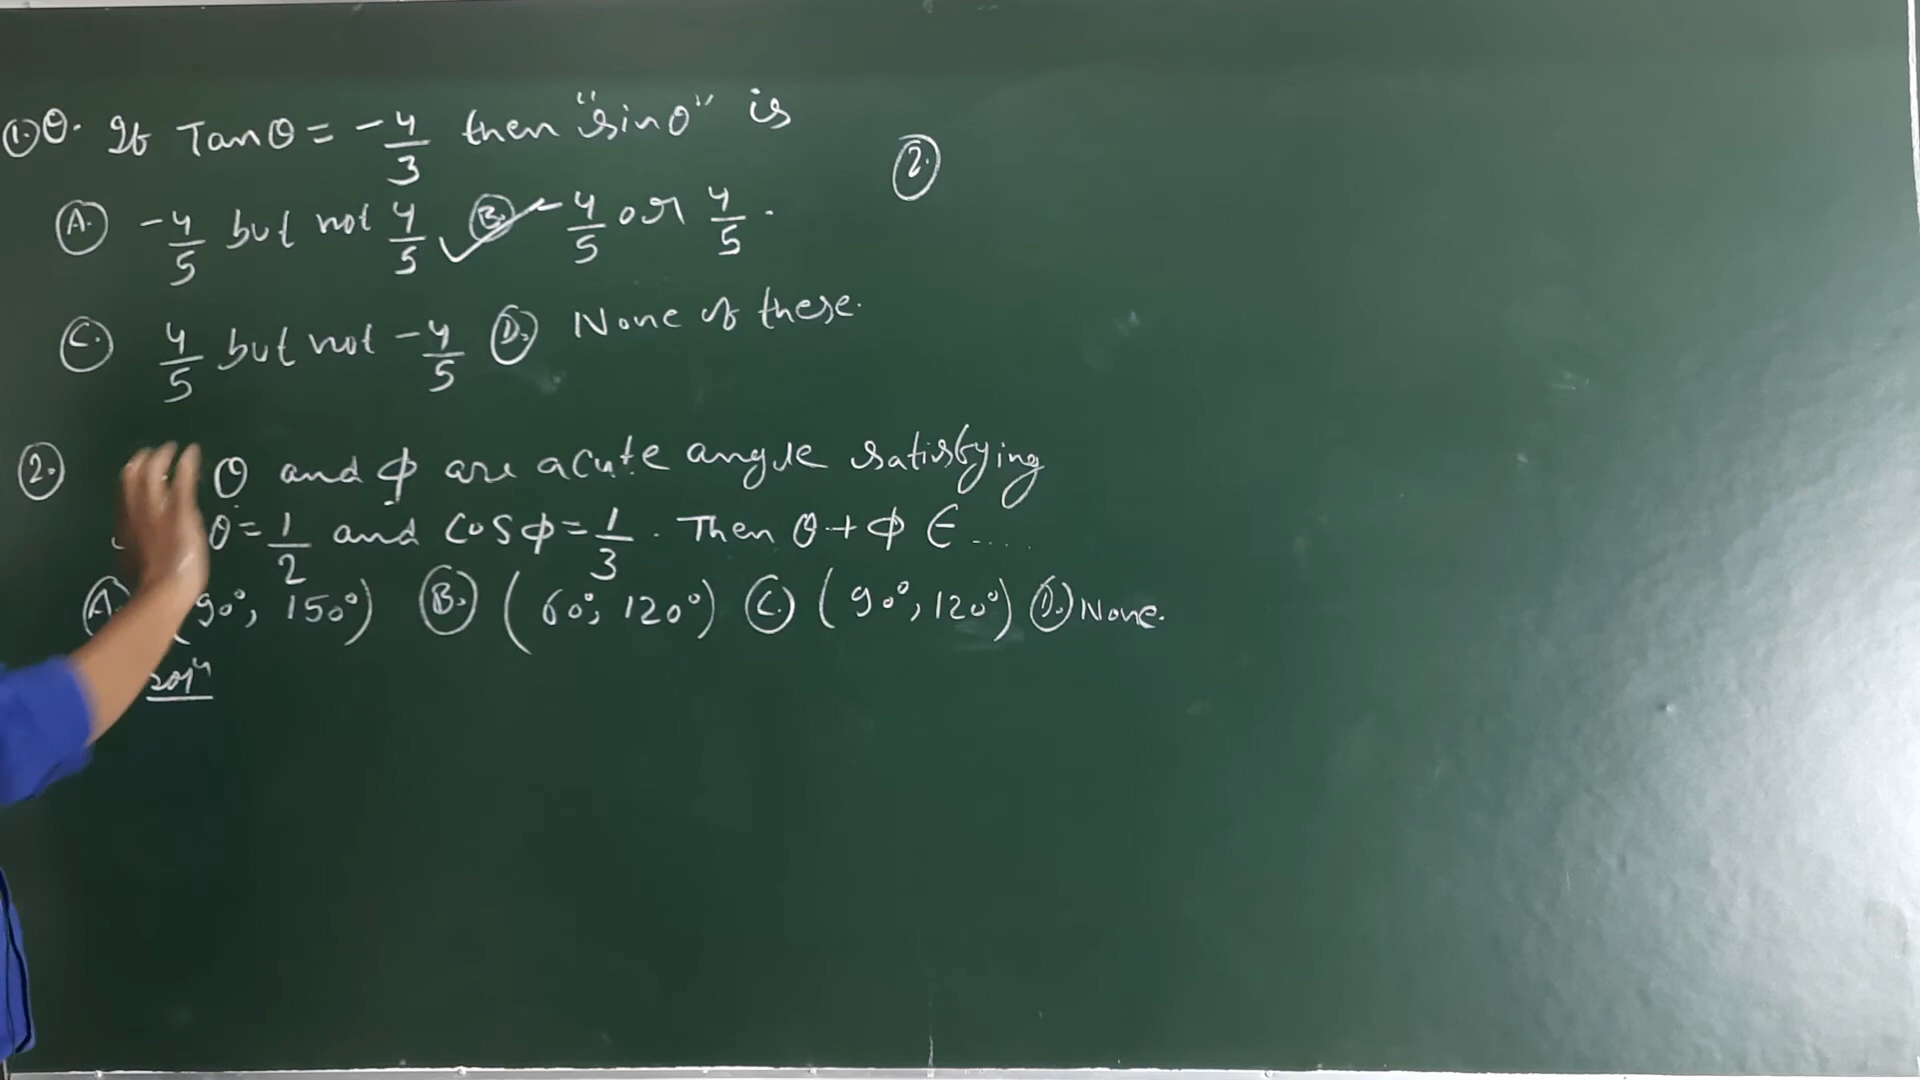 ①Q. If Tanθ = -4/3 then "sinθ" is
Ⓐ. -4/5 but not 4/5 Ⓑ. -4/5 or 4/5.
Ⓒ. 4/5 but not -4/5 Ⓓ. None of these.
②. θ and ϕ are acute angle satisfying
θ = 1/2 and Cosϕ = 1/3. Then θ + ϕ ∈ ....
Ⓐ. (90°, 150°) Ⓑ. (60°, 120°) Ⓒ. (90°, 120°) Ⓓ. None.
Solⁿ
②.